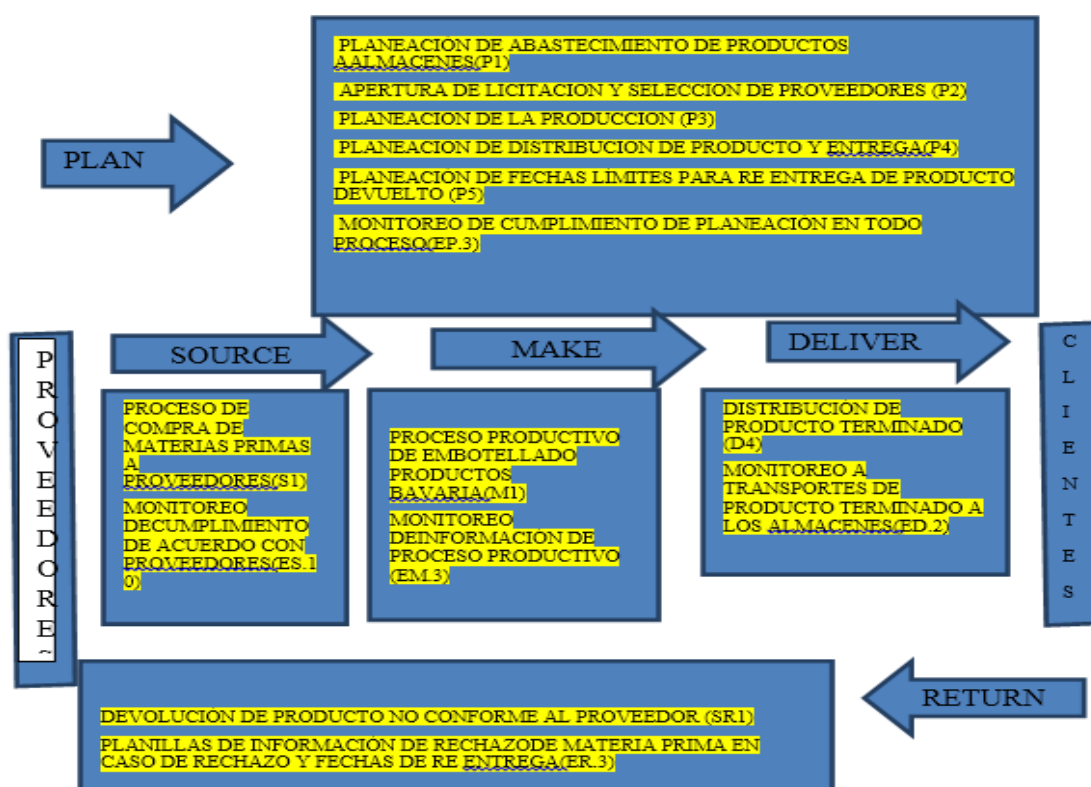 PLANEACIÓN DE ABASTECIMIENTO DE PRODUCTOS
AALMACENES(P1)
APERTURA DE LICITACION Y SELECCION DE PROVEEDORES (P2)
PLANEACION DE LA PRODUCCION (P3)
PLANEACION DE DISTRIBUCION DE PRODUCTO Y ENTREGA(P4)
PLANEACIÓN DE FECHAS LÍMITES PARA RE ENTREGA DE PRODUCTO
DEVUELTO (P5)
MONITOREO DE CUMPLIMIENTO DE PLANEACIÓN EN TODO
PROCESO(EP.3)
PLAN
P
R
O
V
E
E
D
O
R
E
SOURCE
MAKE
DELIVER
PROCESO DE
COMPRA DE
MATERIAS PRIMAS
A
PROVEEDORES(S1)
MONITOREO
DECUMPLIMIENTO
DE ACUERDO CON
PROVEEDORES(ES.1
0)
PROCESO PRODUCTIVO
DE EMBOTELLADO
PRODUCTOS
BAVARIA(M1)
MONITOREO
DEINFORMACIÓN DE
PROCESO PRODUCTIVO
(EM.3)
DISTRIBUCIÓN DE
PRODUCTO TERMINADO
(D4)
MONITOREO A
TRANSPORTES DE
PRODUCTO TERMINADO A
LOS ALMACENES(ED.2)
C
L
I
E
N
T
E
S
RETURN
DEVOLUCIÓN DE PRODUCTO NO CONFORME AL PROVEEDOR (SR1)
PLANILLAS DE INFORMACIÓN DE RECHAZODE MATERIA PRIMA EN
CASO DE RECHAZO Y FECHAS DE RE ENTREGA(ER.3)